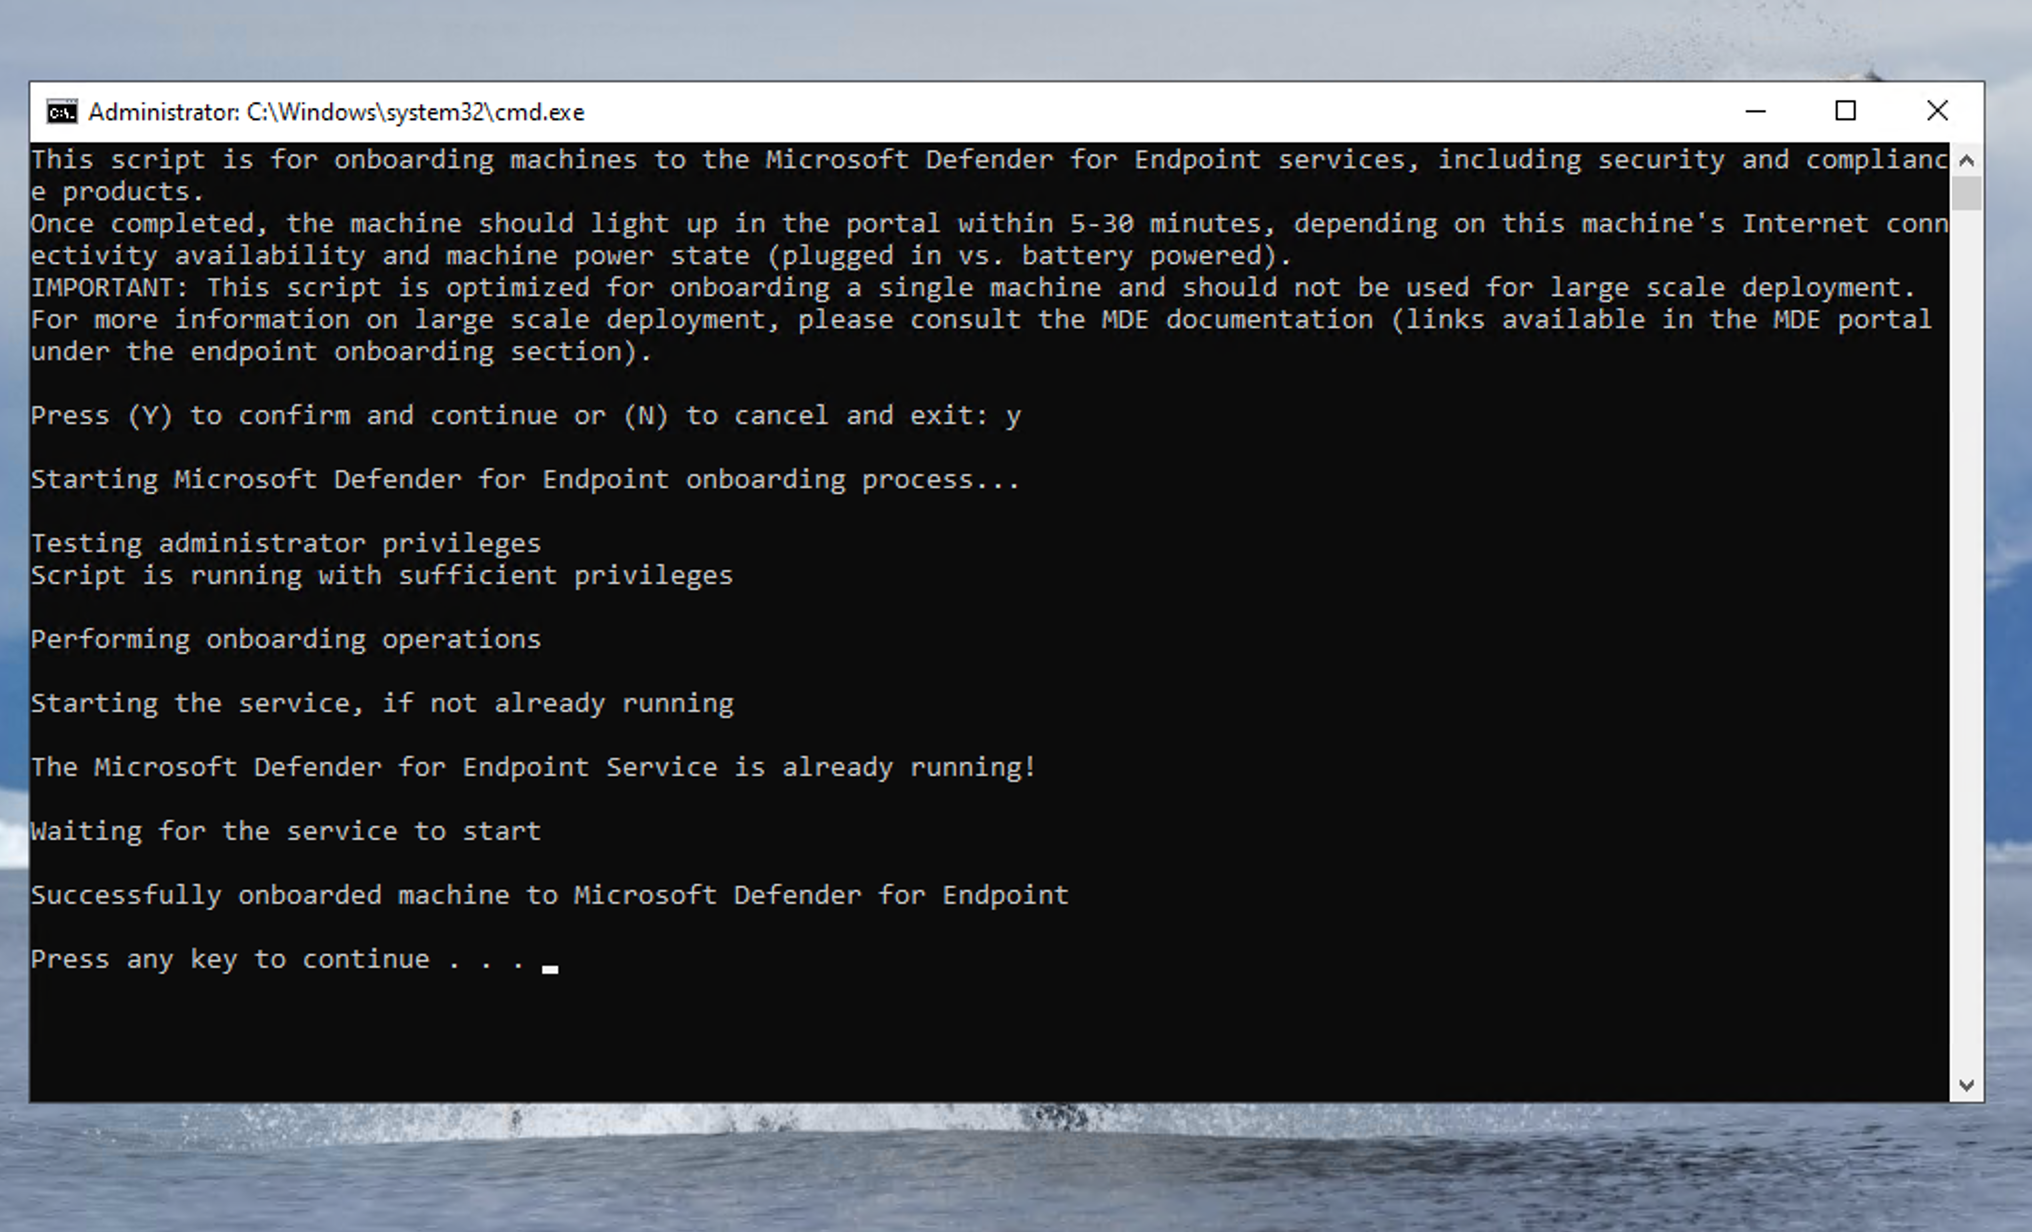 Administrator: C:\Windows\system32\cmd.exe
This script is for onboarding machines to the Microsoft Defender for Endpoint services, including security and complianc
e products.
Once completed, the machine should light up in the portal within 5-30 minutes, depending on this machine's Internet conn
ectivity availability and machine power state (plugged in vs. battery powered).
IMPORTANT: This script is optimized for onboarding a single machine and should not be used for large scale deployment.
For more information on large scale deployment, please consult the MDE documentation (links available in the MDE portal
under the endpoint onboarding section).
Press (Y) to confirm and continue or (N) to cancel and exit: y
Starting Microsoft Defender for Endpoint onboarding process...
Testing administrator privileges
Script is running with sufficient privileges
Performing onboarding operations
Starting the service, if not already running
The Microsoft Defender for Endpoint Service is already running!
Waiting for the service to start
Successfully onboarded machine to Microsoft Defender for Endpoint
Press any key to continue . . .